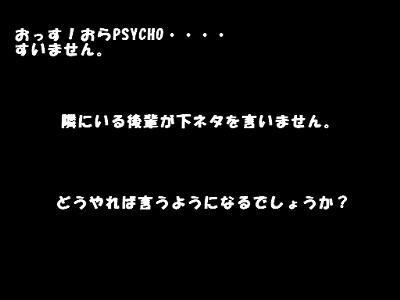 おっす！おらPSYCHO・・・・
すいません。
隣にいる後輩が下ネタを言いません。
どうやれば言うようになるでしょうか？